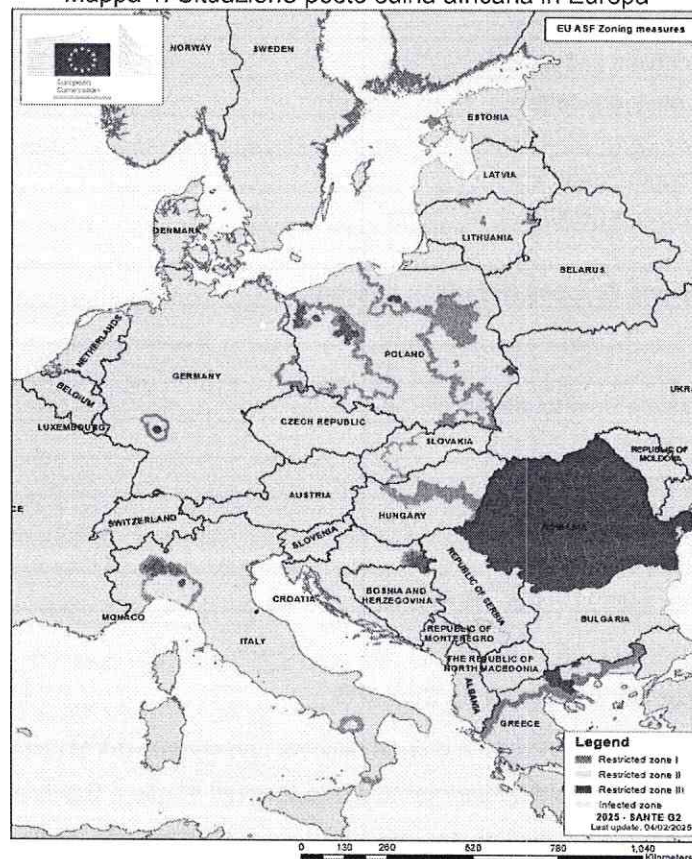 Mappa 1: Situazione peste suina africana in Europa
EU ASF Zoning measures
European
Commission
NORWAY
SWEDEN
ESTONIA
LATVIA
LITHUANIA
DENMARK
BELARUS
NETHERLANDS
BELGIUM
GERMANY
POLAND
LUXEMBOURG
CZECH REPUBLIC
SLOVAKIA
UKR
REPUBLIC OF
MOLDOVA
AUSTRIA
HUNGARY
ROMANIA
CE
SWITZERLAND
SLOVENIA
CROATIA
BOSNIA AND
HERZEGOVINA
REPUBLIC OF SERBIA
BULGARIA
MONACO
ITALY
REPUBLIC OF
MONTENEGRO
THE REPUBLIC OF
NORTH MACEDONIA
ALBANIA
GREECE
Legend
Restricted zone I
Restricted zone II
Restricted zone III
Infected zone
2025 - SANTE G2
Last update: 04/02/2025
0 130 260 520 780 1,040
Kilometers